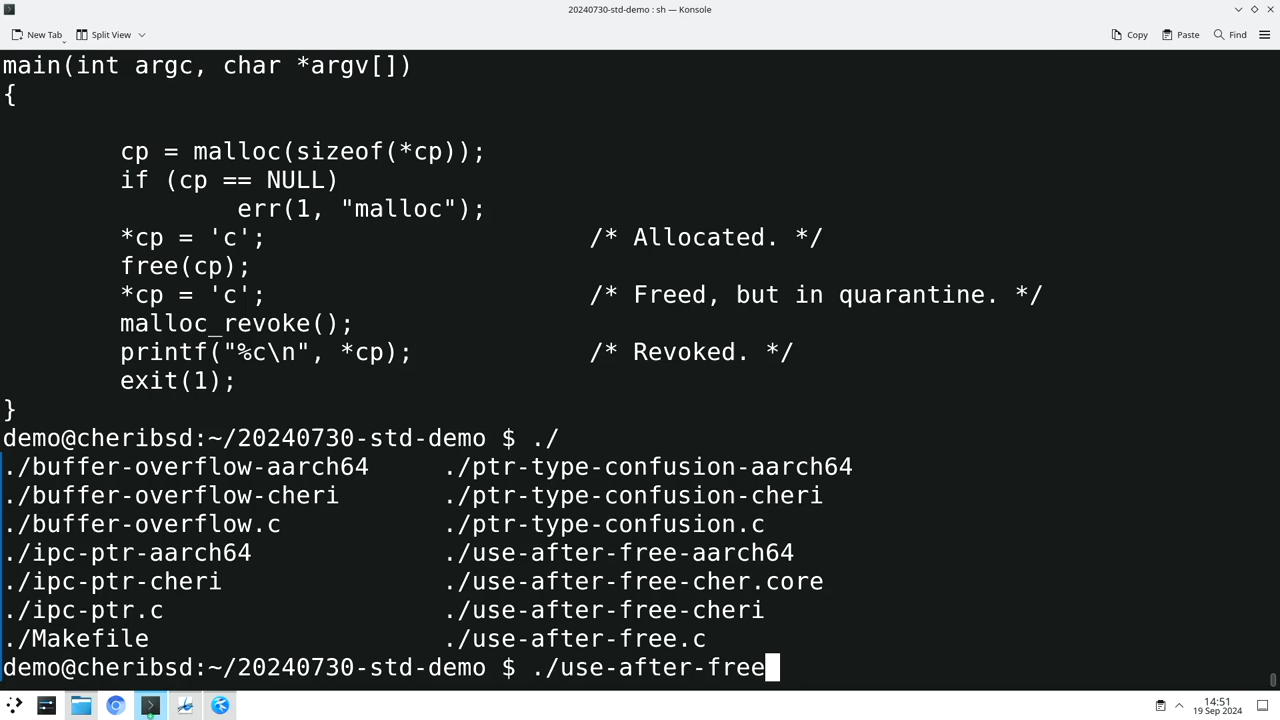 20240730-std-demo : sh — Konsole
New Tab Split View Copy Paste Find
main(int argc, char *argv[])
{
cp = malloc(sizeof(*cp));
if (cp == NULL)
err(1, "malloc");
*cp = 'c'; /* Allocated. */
free(cp);
*cp = 'c'; /* Freed, but in quarantine. */
malloc_revoke();
printf("%c\n", *cp); /* Revoked. */
exit(1);
}
demo@cheribsd:~/20240730-std-demo $ ./
./buffer-overflow-aarch64 ./ptr-type-confusion-aarch64
./buffer-overflow-cheri ./ptr-type-confusion-cheri
./buffer-overflow.c ./ptr-type-confusion.c
./ipc-ptr-aarch64 ./use-after-free-aarch64
./ipc-ptr-cheri ./use-after-free-cher.core
./ipc-ptr.c ./use-after-free-cheri
./Makefile ./use-after-free.c
demo@cheribsd:~/20240730-std-demo $ ./use-after-free
14:51
19 Sep 2024